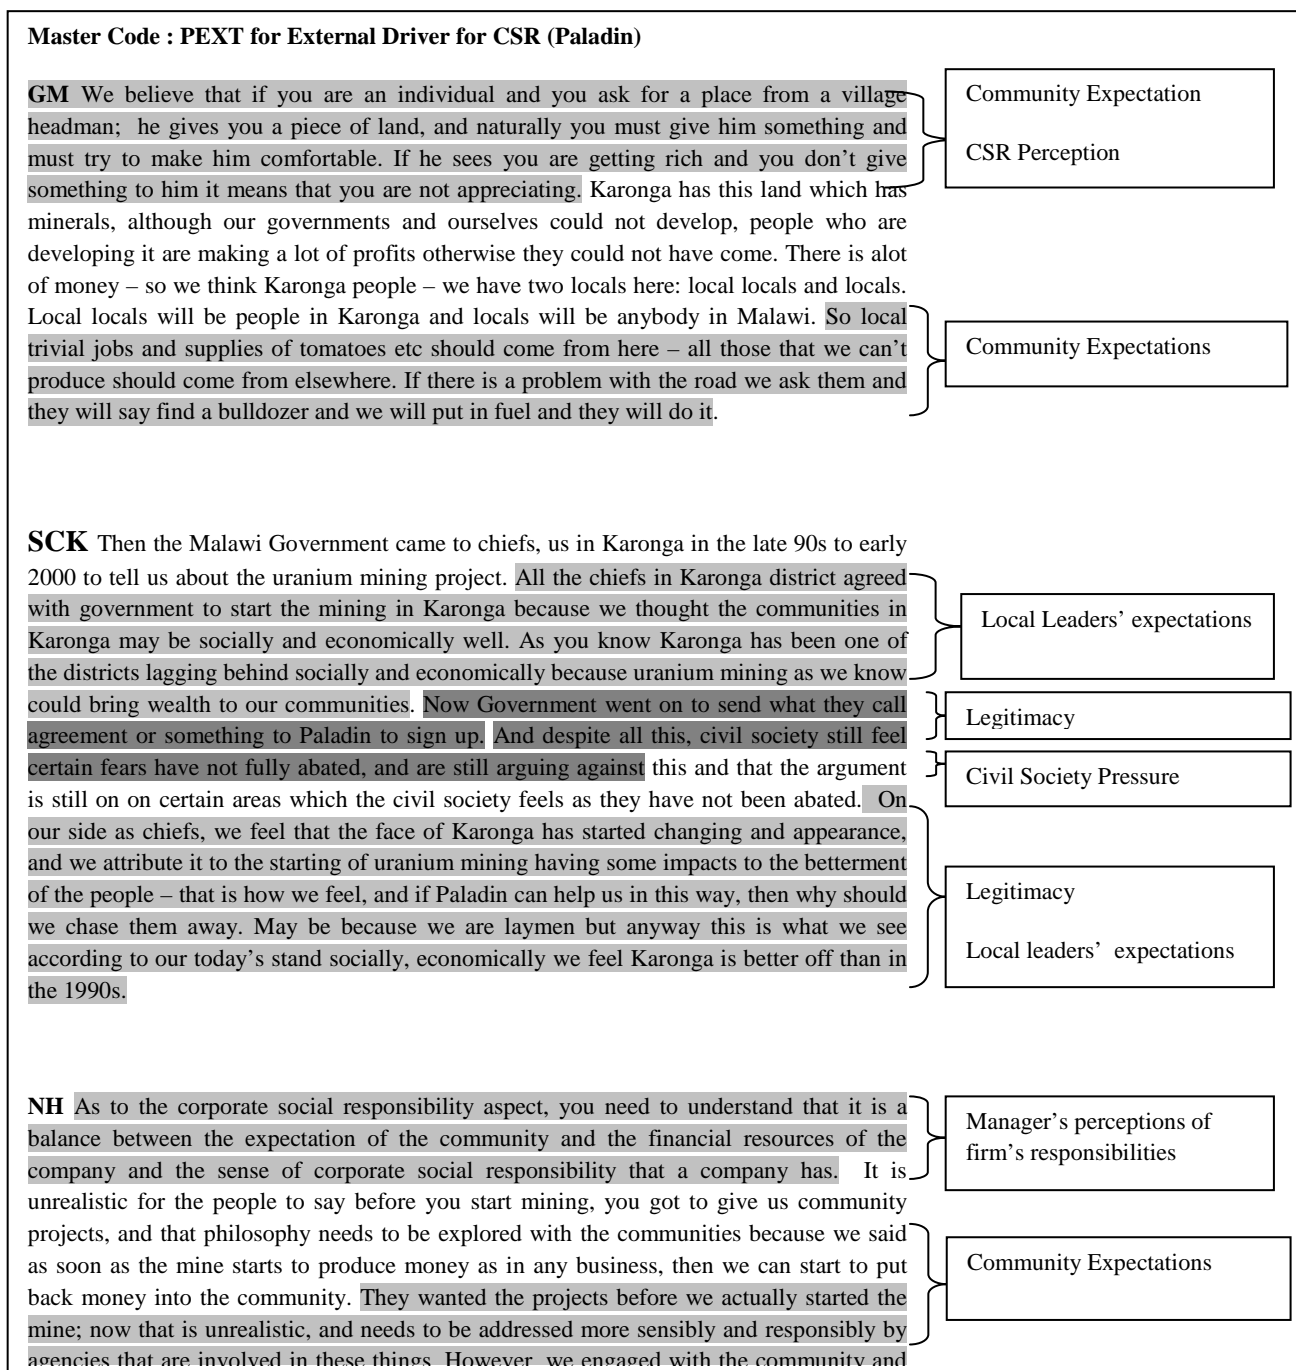 Master Code : PEXT for External Driver for CSR (Paladin)
GM We believe that if you are an individual and you ask for a place from a village
headman; he gives you a piece of land, and naturally you must give him something and
must try to make him comfortable. If he sees you are getting rich and you don't give
something to him it means that you are not appreciating. Karonga has this land which has
minerals, although our governments and ourselves could not develop, people who are
developing it are making a lot of profits otherwise they could not have come. There is alot
of money – so we think Karonga people – we have two locals here: local locals and locals.
Local locals will be people in Karonga and locals will be anybody in Malawi. So local
trivial jobs and supplies of tomatoes etc should come from here – all those that we can't
produce should come from elsewhere. If there is a problem with the road we ask them and
they will say find a bulldozer and we will put in fuel and they will do it.
Community Expectation
CSR Perception
Community Expectations
SCK Then the Malawi Government came to chiefs, us in Karonga in the late 90s to early
2000 to tell us about the uranium mining project. All the chiefs in Karonga district agreed
with government to start the mining in Karonga because we thought the communities in
Karonga may be socially and economically well. As you know Karonga has been one of
the districts lagging behind socially and economically because uranium mining as we know
could bring wealth to our communities. Now Government went on to send what they call
agreement or something to Paladin to sign up. And despite all this, civil society still feel
certain fears have not fully abated, and are still arguing against this and that the argument
is still on on certain areas which the civil society feels as they have not been abated. On
our side as chiefs, we feel that the face of Karonga has started changing and appearance,
and we attribute it to the starting of uranium mining having some impacts to the betterment
of the people – that is how we feel, and if Paladin can help us in this way, then why should
we chase them away. May be because we are laymen but anyway this is what we see
according to our today's stand socially, economically we feel Karonga is better off than in
the 1990s.
Local Leaders' expectations
Legitimacy
Civil Society Pressure
Legitimacy
Local leaders' expectations
NH As to the corporate social responsibility aspect, you need to understand that it is a
balance between the expectation of the community and the financial resources of the
company and the sense of corporate social responsibility that a company has. It is
unrealistic for the people to say before you start mining, you got to give us community
projects, and that philosophy needs to be explored with the communities because we said
as soon as the mine starts to produce money as in any business, then we can start to put
back money into the community. They wanted the projects before we actually started the
mine; now that is unrealistic, and needs to be addressed more sensibly and responsibly by
agencies that are involved in these things. However, we engaged with the community and
Manager's perceptions of
firm's responsibilities
Community Expectations